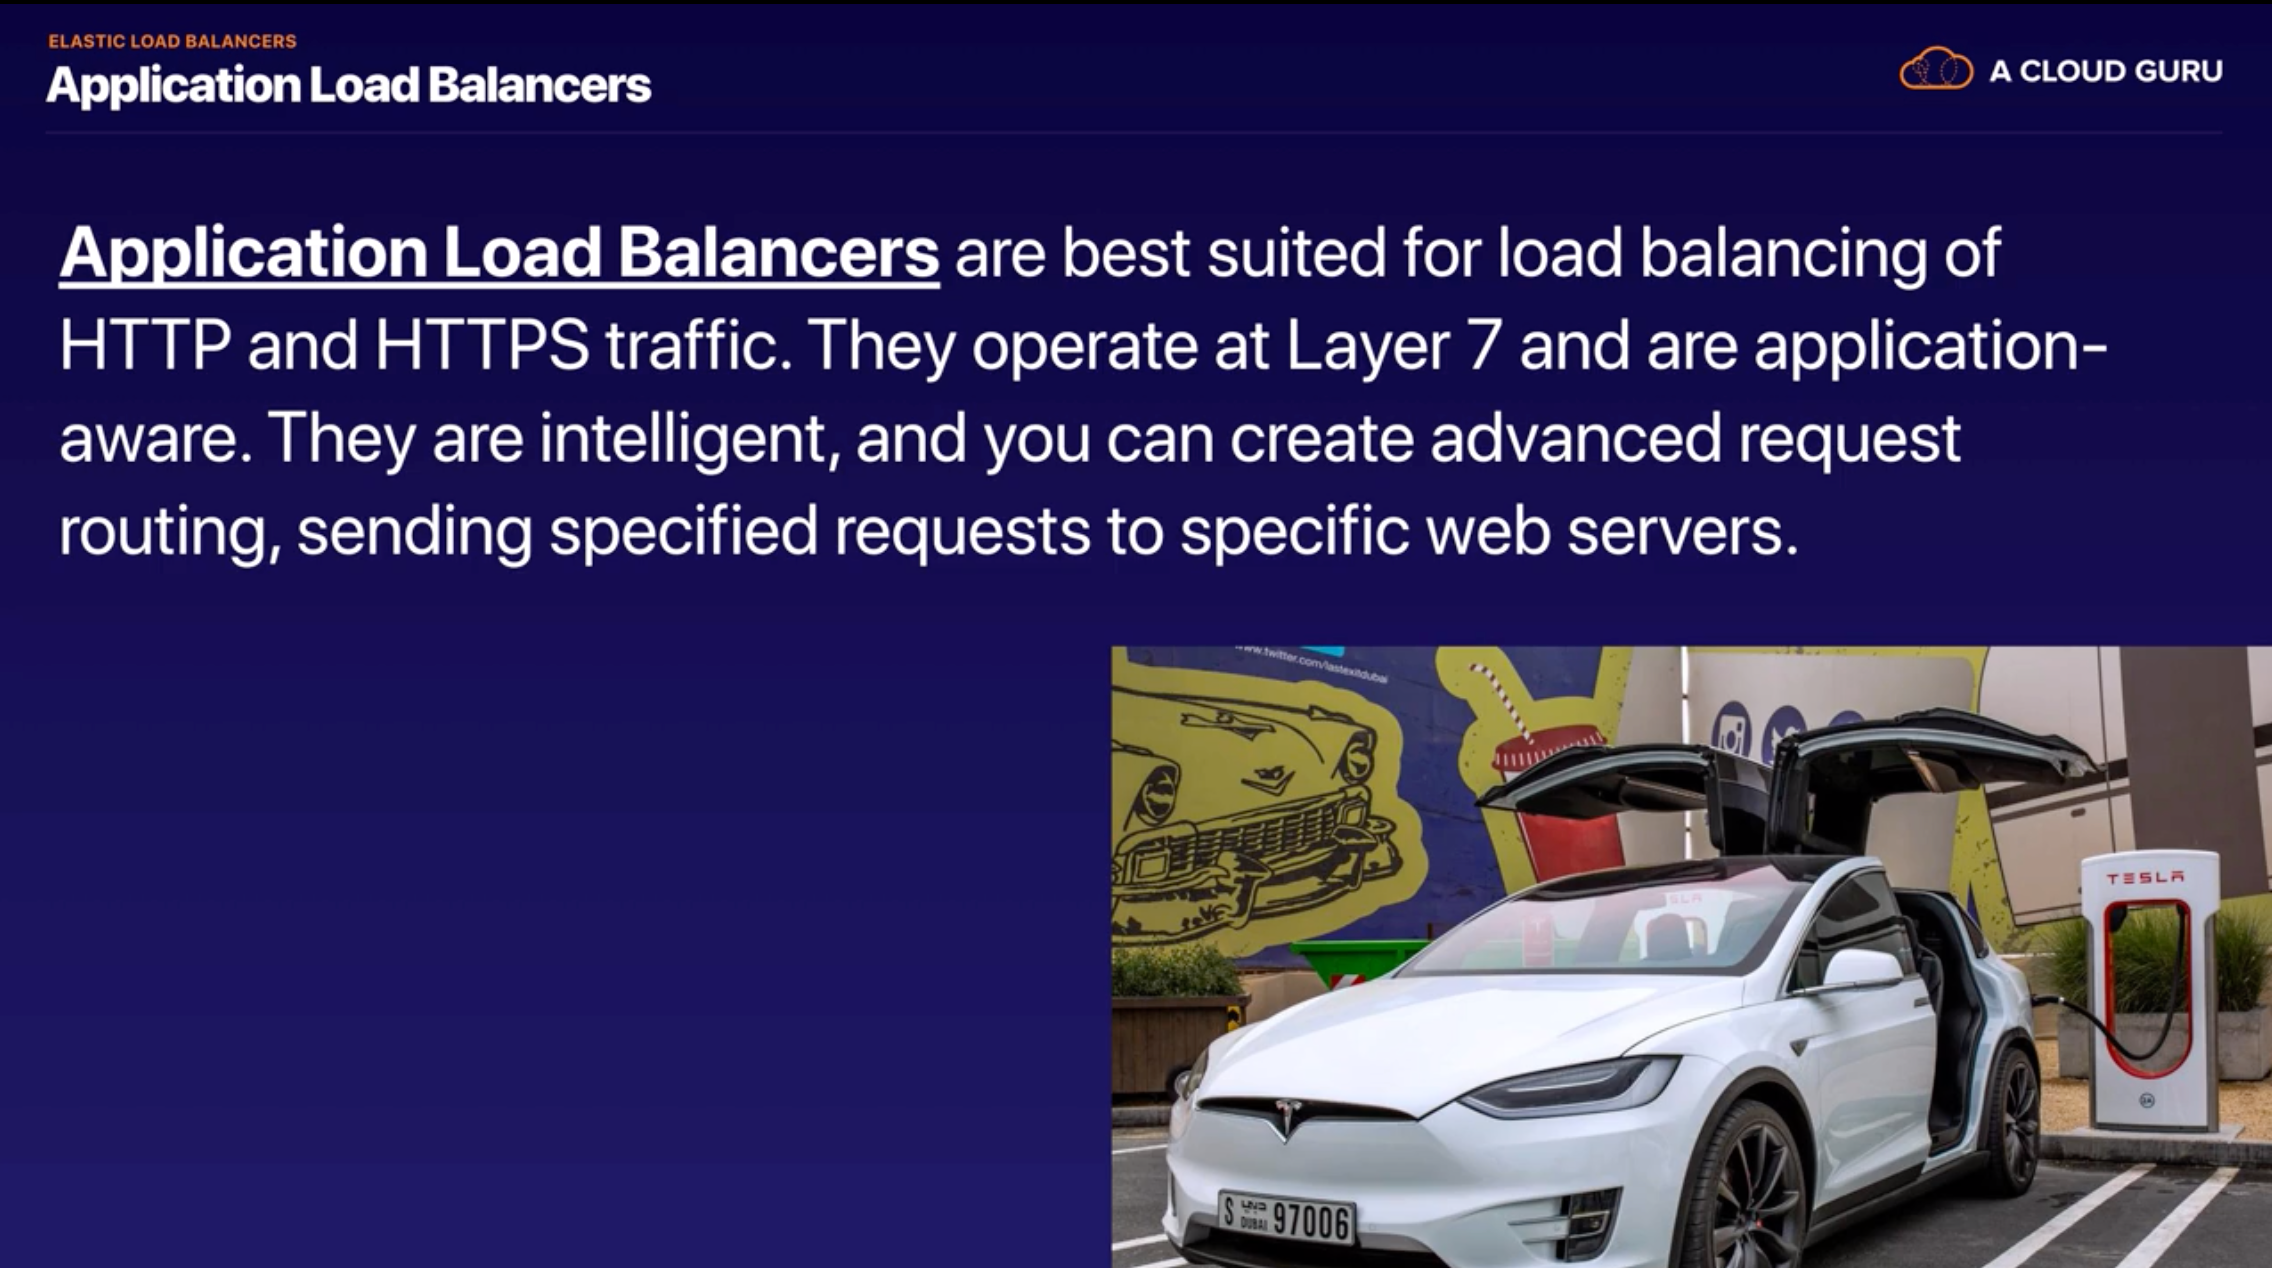 ELASTIC LOAD BALANCERS
Application Load Balancers
A CLOUD GURU
Application Load Balancers are best suited for load balancing of
HTTP and HTTPS traffic. They operate at Layer 7 and are application-
aware. They are intelligent, and you can create advanced request
routing, sending specified requests to specific web servers.
www.twitter.com/lastexitdubai
TESLA
S DUBAI 97006